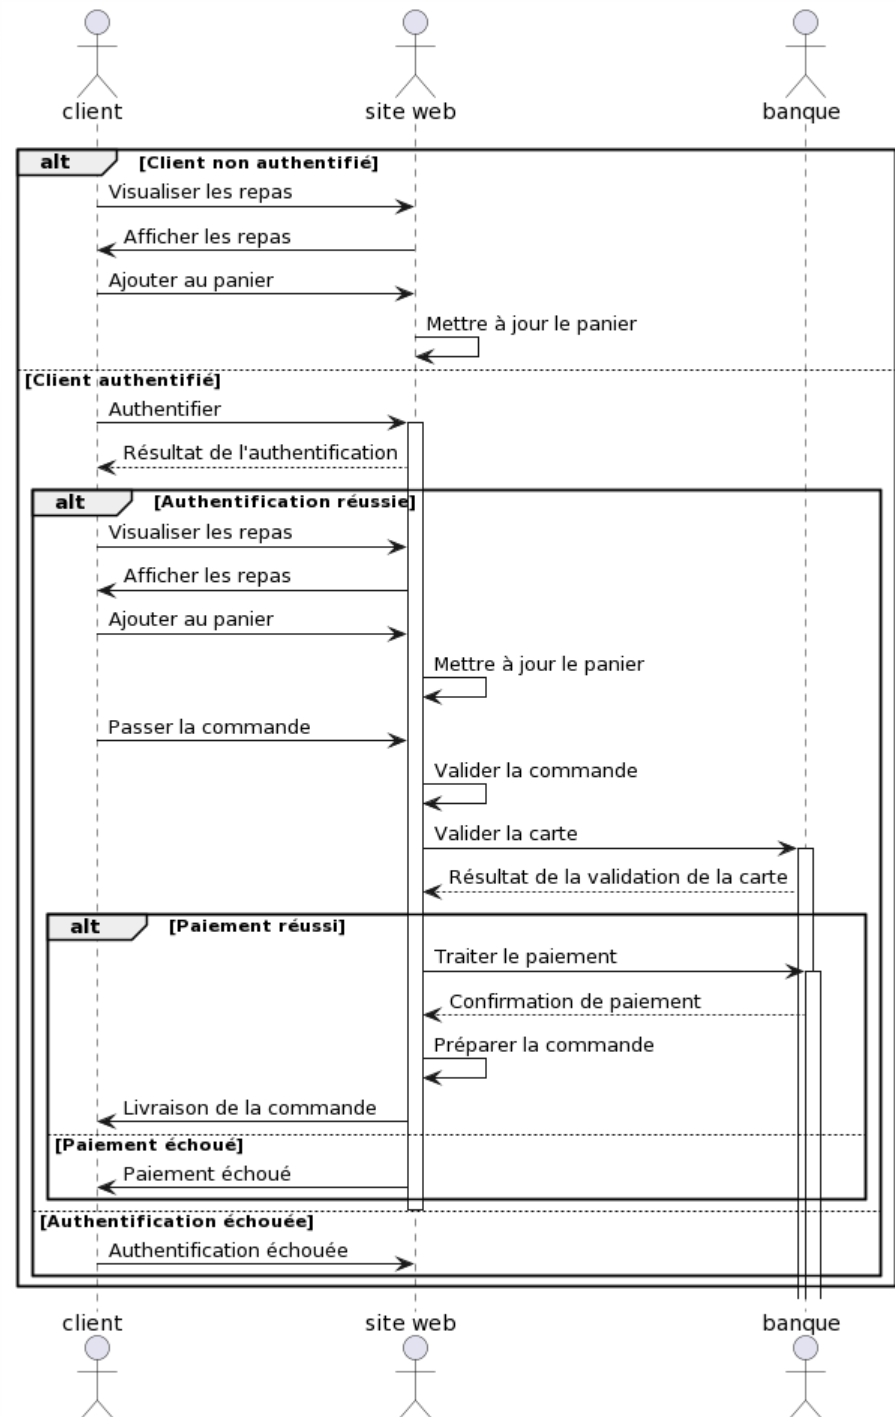 client
site web
banque
alt [Client non authentifié]
Visualiser les repas
Afficher les repas
Ajouter au panier
Mettre à jour le panier
[Client authentifié]
Authentifier
Résultat de l'authentification
alt [Authentification réussie]
Visualiser les repas
Afficher les repas
Ajouter au panier
Mettre à jour le panier
Passer la commande
Valider la commande
Valider la carte
Résultat de la validation de la carte
alt [Paiement réussi]
Traiter le paiement
Confirmation de paiement
Préparer la commande
Livraison de la commande
[Paiement échoué]
Paiement échoué
[Authentification échouée]
Authentification échouée
client
site web
banque